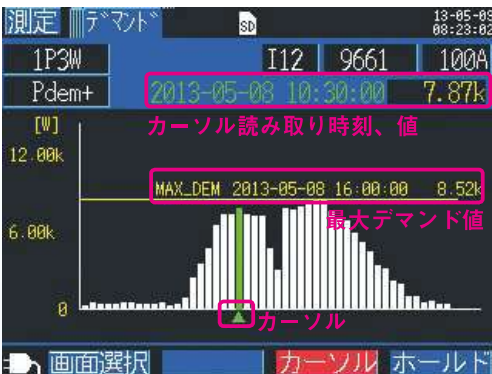 測定 デマンド SD 13-05-09
08:23:02
1P3W I12 9661 100A
Pdem+ 2013-05-08 10:30:00 7.87k
[W] カーソル読み取り時刻、値
12.00k
MAX_DEM 2013-05-08 16:00:00 8.52k
最大デマンド値
6.00k
0
カーソル
画面選択 カーソル ホールド